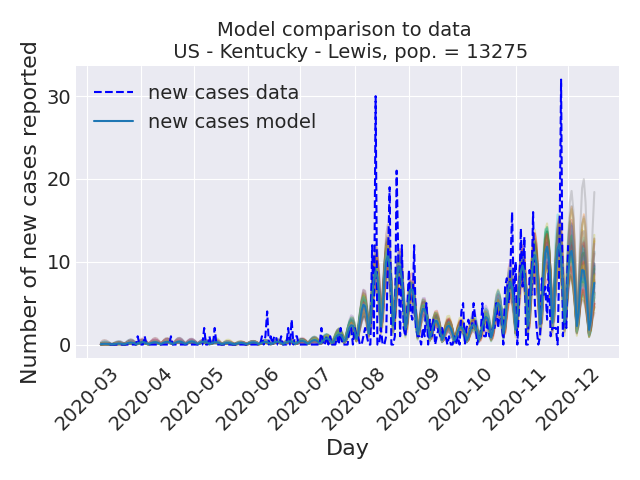 Model comparison to data
US - Kentucky - Lewis, pop. = 13275
Number of new cases reported
30
20
10
0
new cases data
new cases model
2020-03
2020-04
2020-05
2020-06
2020-07
2020-08
2020-09
2020-10
2020-11
2020-12
Day